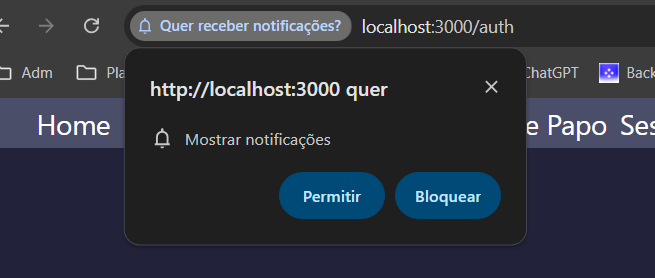 Quer receber notificações? localhost:3000/auth
Adm Pla ChatGPT Back
http://localhost:3000 quer
Home e Papo Ses
Mostrar notificações
Permitir Bloquear